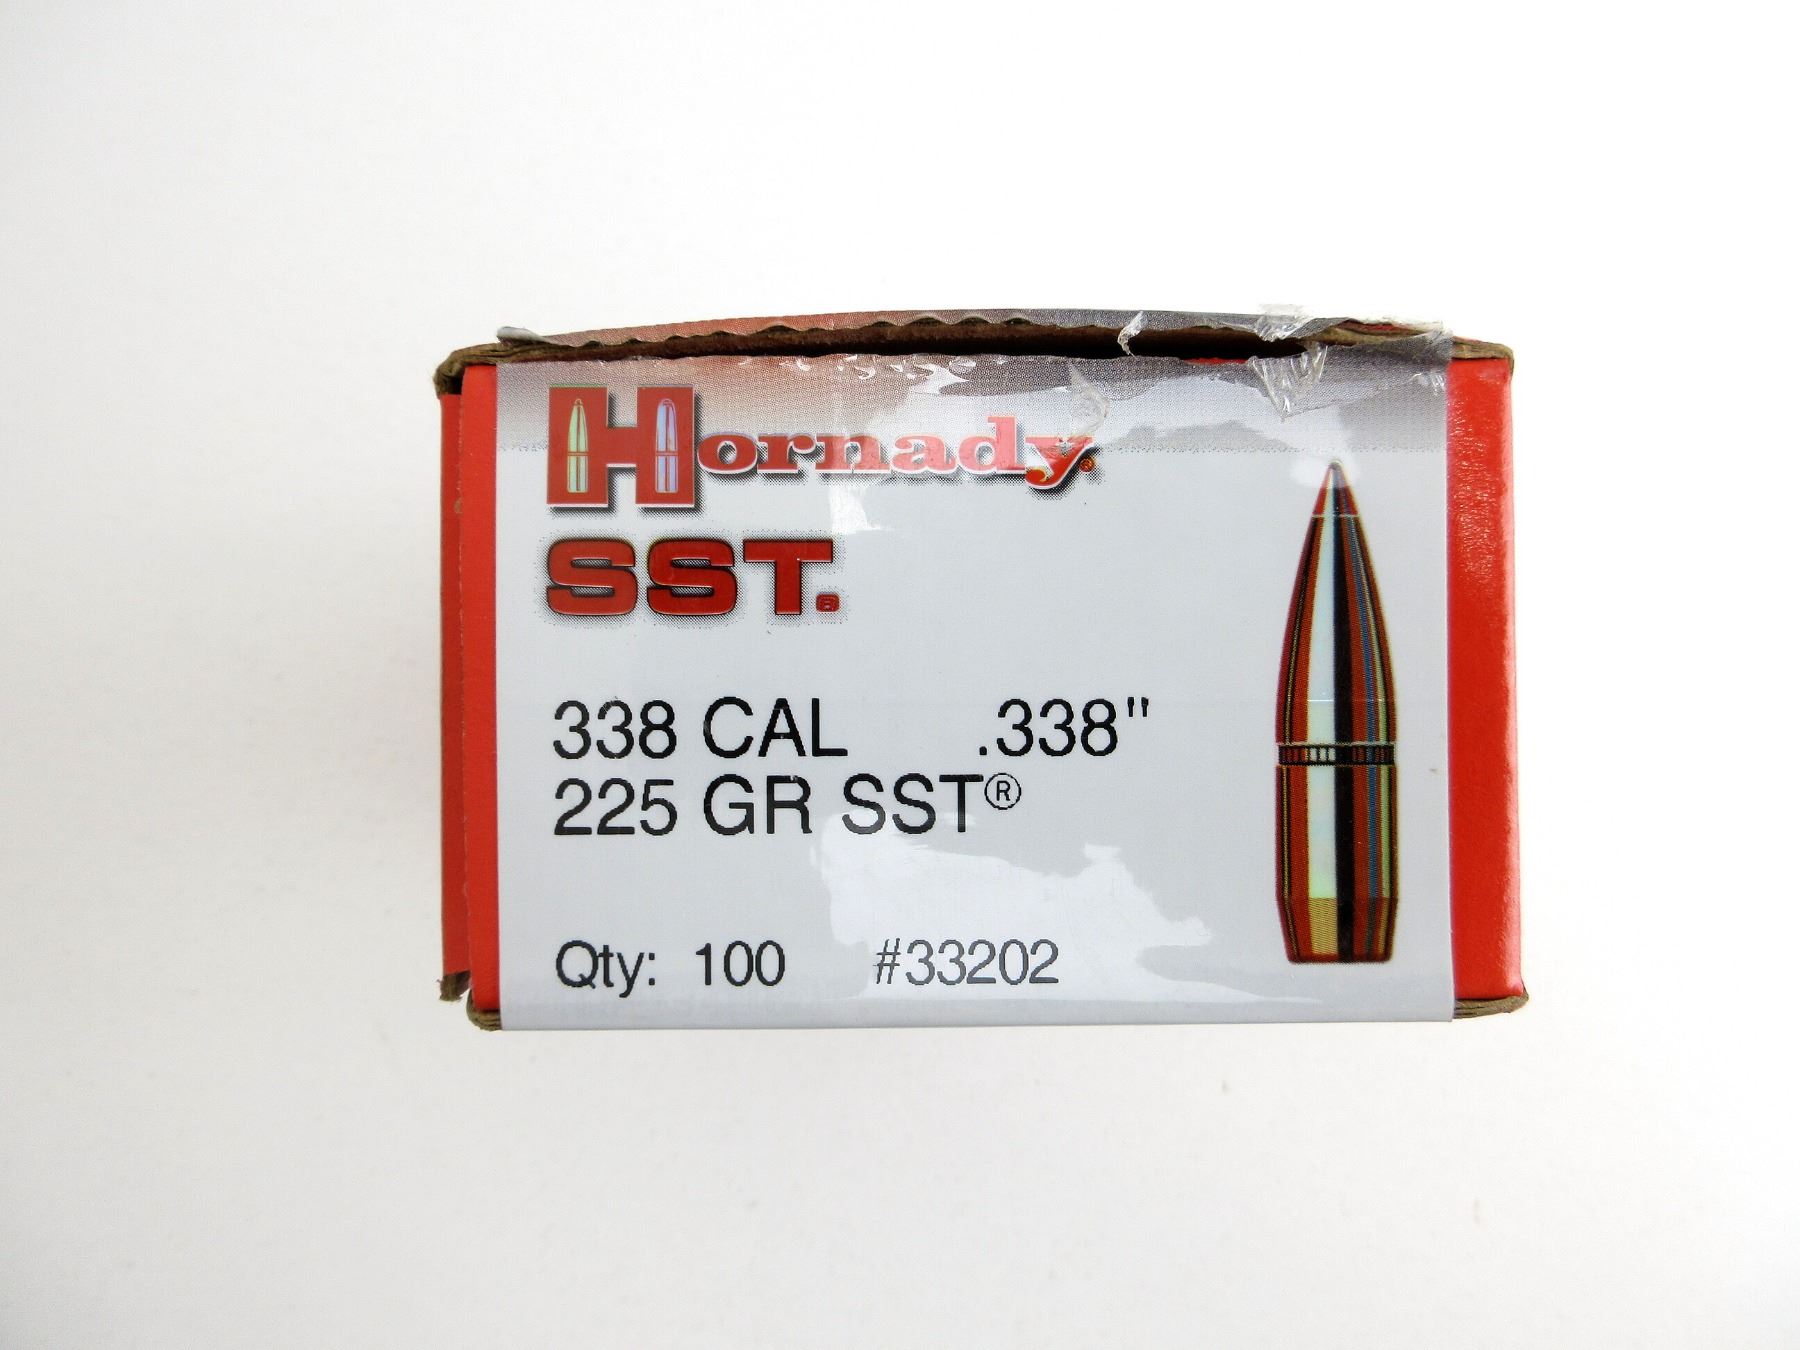 Hornady®
SST®
338 CAL .338"
225 GR SST®
Qty: 100 #33202